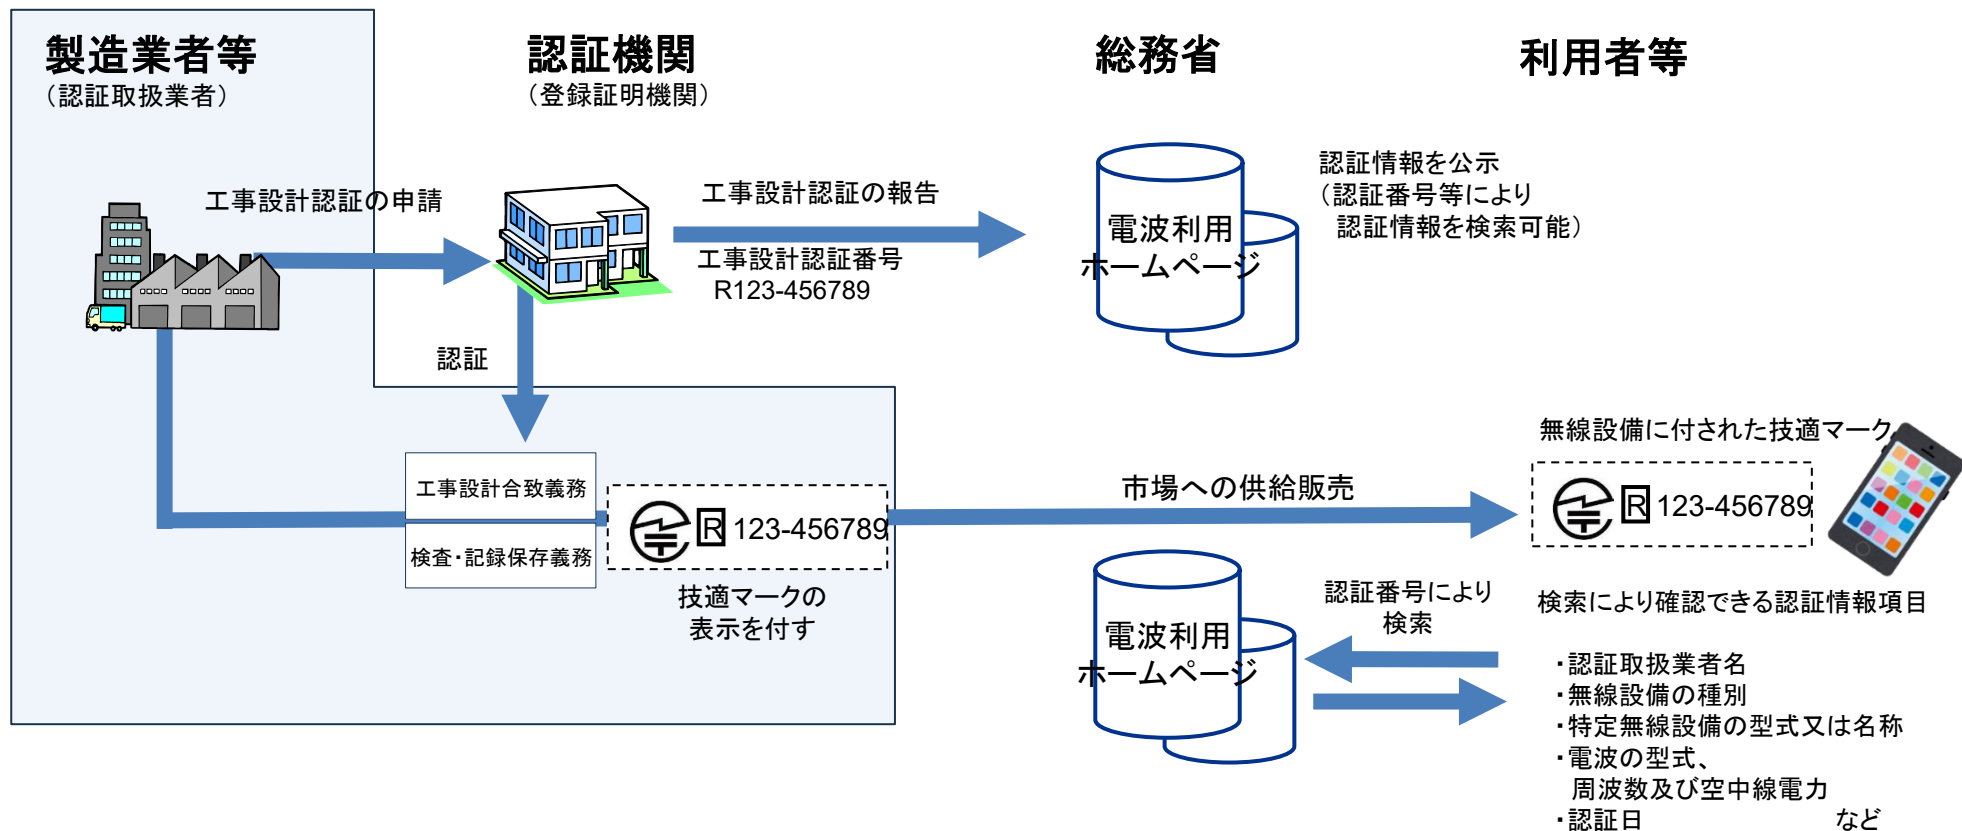 製造業者等
（認証取扱業者）
認証機関
（登録証明機関）
総務省
利用者等
工事設計認証の申請
工事設計認証の報告
工事設計認証番号
R123-456789
電波利用
ホームページ
認証情報を公示
（認証番号等により
認証情報を検索可能）
認証
工事設計合致義務
検査・記録保存義務
R 123-456789
技適マークの
表示を付す
市場への供給販売
無線設備に付された技適マーク
R 123-456789
電波利用
ホームページ
認証番号により
検索
検索により確認できる認証情報項目
・認証取扱業者名
・無線設備の種別
・特定無線設備の型式又は名称
・電波の型式、
周波数及び空中線電力
・認証日 など